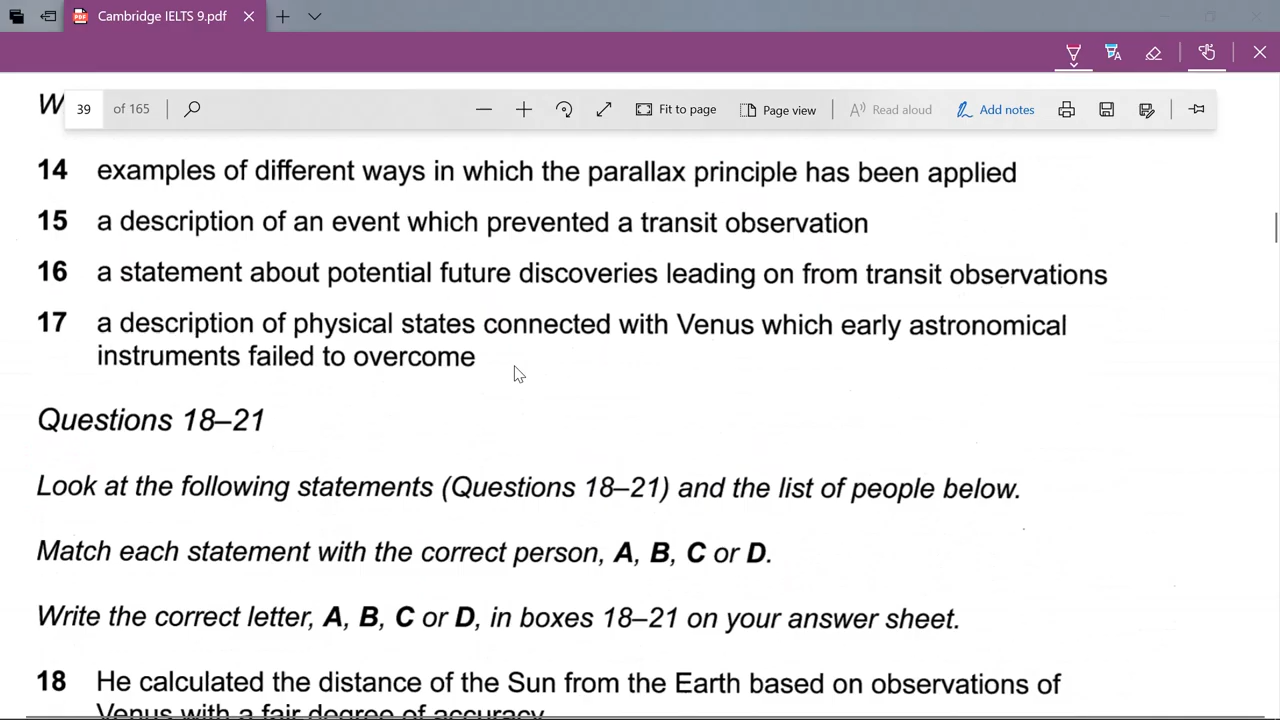 Cambridge IELTS 9.pdf
W
39 of 165
Fit to page
Page view
Read aloud
Add notes
14 examples of different ways in which the parallax principle has been applied
15 a description of an event which prevented a transit observation
16 a statement about potential future discoveries leading on from transit observations
17 a description of physical states connected with Venus which early astronomical
instruments failed to overcome
Questions 18–21
Look at the following statements (Questions 18–21) and the list of people below.
Match each statement with the correct person, A, B, C or D.
Write the correct letter, A, B, C or D, in boxes 18–21 on your answer sheet.
18 He calculated the distance of the Sun from the Earth based on observations of
Venus with a fair degree of accuracy